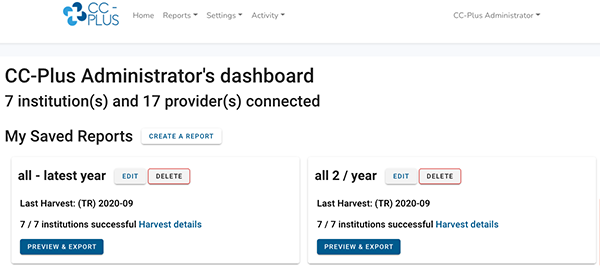 CC-
PLUS
Home Reports Settings Activity CC-Plus Administrator
CC-Plus Administrator's dashboard
7 institution(s) and 17 provider(s) connected
My Saved Reports CREATE A REPORT
all - latest year EDIT DELETE
Last Harvest: (TR) 2020-09
7 / 7 institutions successful Harvest details
PREVIEW & EXPORT
all 2 / year EDIT DELETE
Last Harvest: (TR) 2020-09
7 / 7 institutions successful Harvest details
PREVIEW & EXPORT